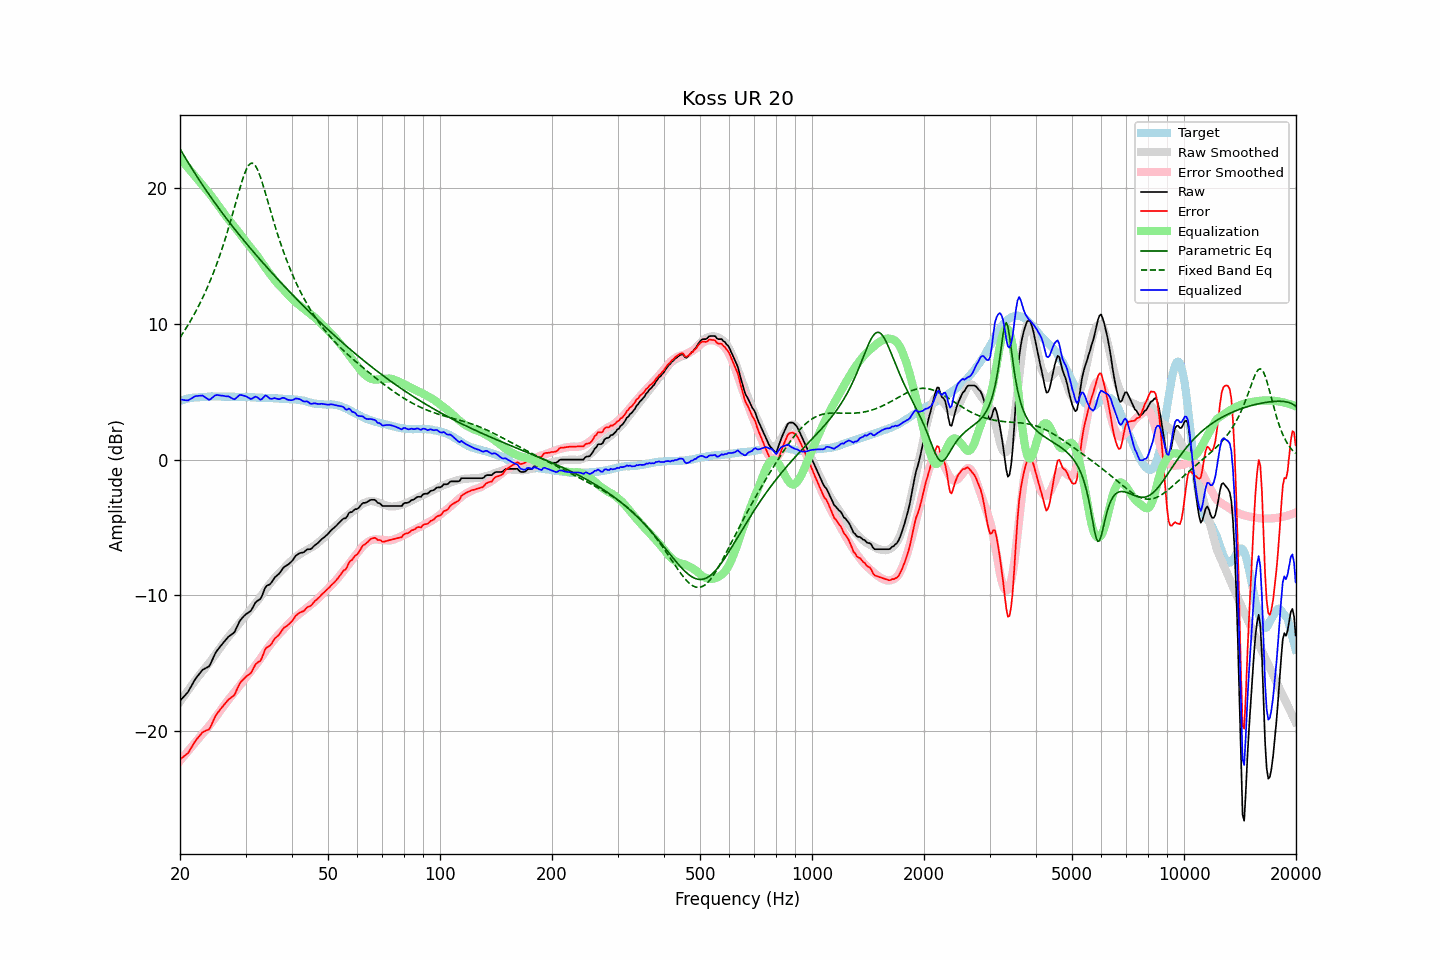 Koss UR 20
Target
Raw Smoothed
Error Smoothed
Raw
Error
Equalization
Parametric Eq
Fixed Band Eq
Equalized
Amplitude (dBr)
20
10
0
−10
−20
20 50 100 200 500 1000 2000 5000 10000 20000
Frequency (Hz)